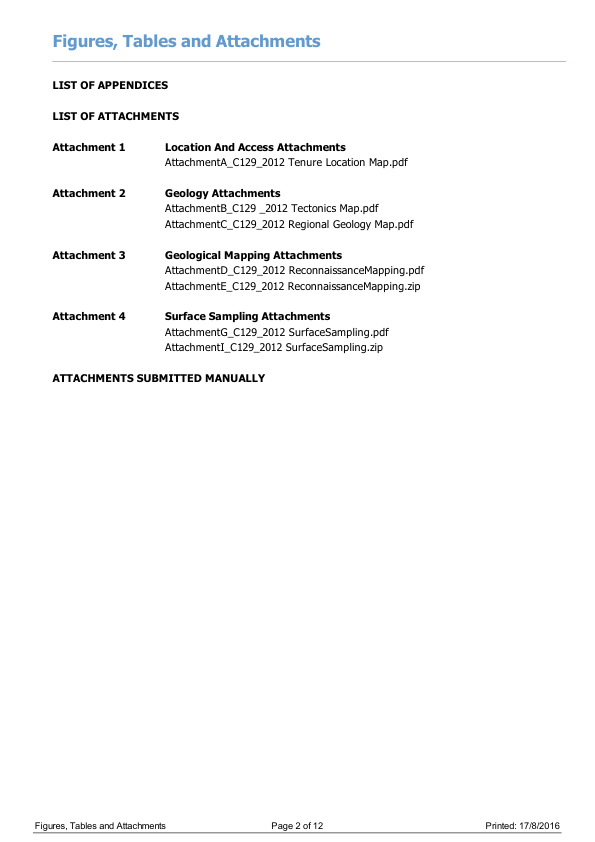 Figures, Tables and Attachments
LIST OF APPENDICES
LIST OF ATTACHMENTS
Attachment 1 Location And Access Attachments
AttachmentA_C129_2012 Tenure Location Map.pdf
Attachment 2 Geology Attachments
AttachmentB_C129 _2012 Tectonics Map.pdf
AttachmentC_C129_2012 Regional Geology Map.pdf
Attachment 3 Geological Mapping Attachments
AttachmentD_C129_2012 ReconnaissanceMapping.pdf
AttachmentE_C129_2012 ReconnaissanceMapping.zip
Attachment 4 Surface Sampling Attachments
AttachmentG_C129_2012 SurfaceSampling.pdf
AttachmentI_C129_2012 SurfaceSampling.zip
ATTACHMENTS SUBMITTED MANUALLY
Figures, Tables and Attachments Page 2 of 12 Printed: 17/8/2016